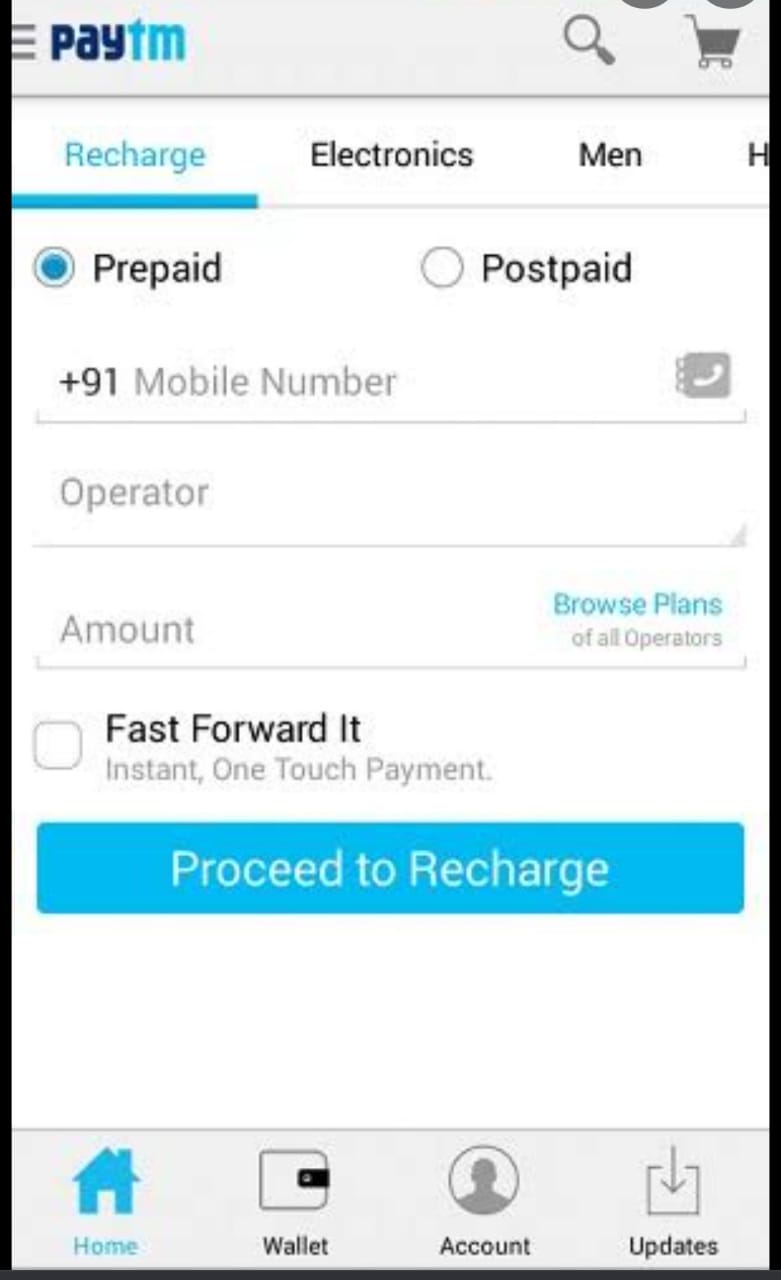 paytm
Recharge Electronics Men H
Prepaid Postpaid
+91 Mobile Number
Operator
Browse Plans
Amount
of all Operators
Fast Forward It
Instant, One Touch Payment.
Proceed to Recharge
Home Wallet Account Updates